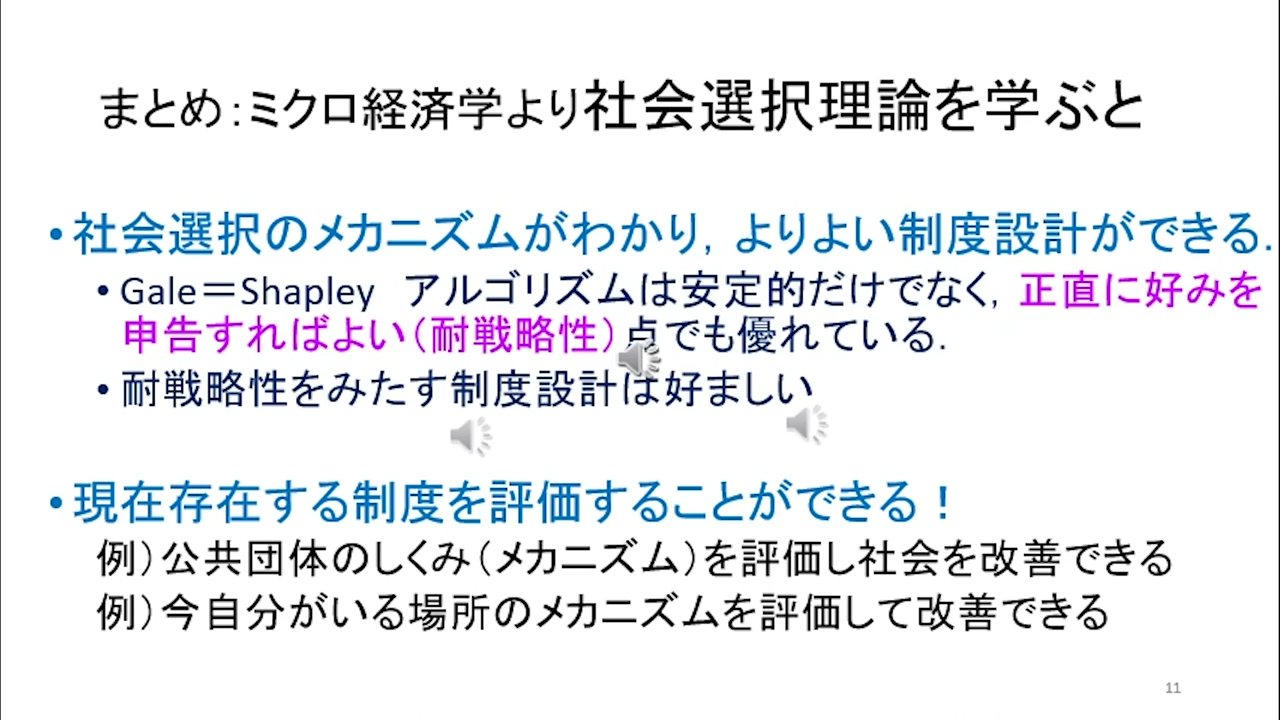 まとめ：ミクロ経済学より社会選択理論を学ぶと
• 社会選択のメカニズムがわかり，よりよい制度設計ができる．
• Gale＝Shapley　アルゴリズムは安定的だけでなく，正直に好みを
申告すればよい（耐戦略性）点でも優れている．
• 耐戦略性をみたす制度設計は好ましい
• 現在存在する制度を評価することができる！
例）公共団体のしくみ（メカニズム）を評価し社会を改善できる
例）今自分がいる場所のメカニズムを評価して改善できる
11